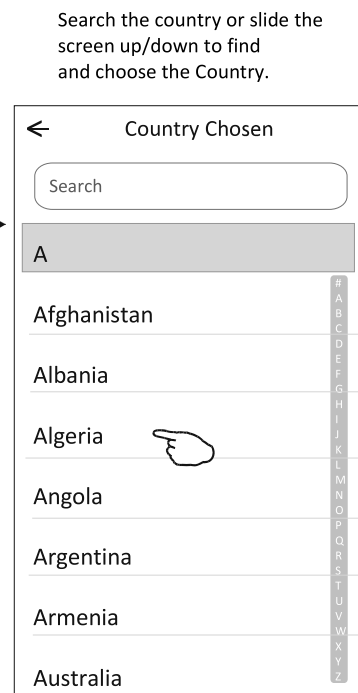 Search the country or slide the
screen up/down to find
and choose the Country.
Country Chosen
Search
A
Afghanistan
Albania
Algeria
Angola
Argentina
Armenia
Australia
#
A
B
C
D
E
F
G
H
I
J
K
L
M
N
O
P
Q
R
S
T
U
V
W
X
Y
Z